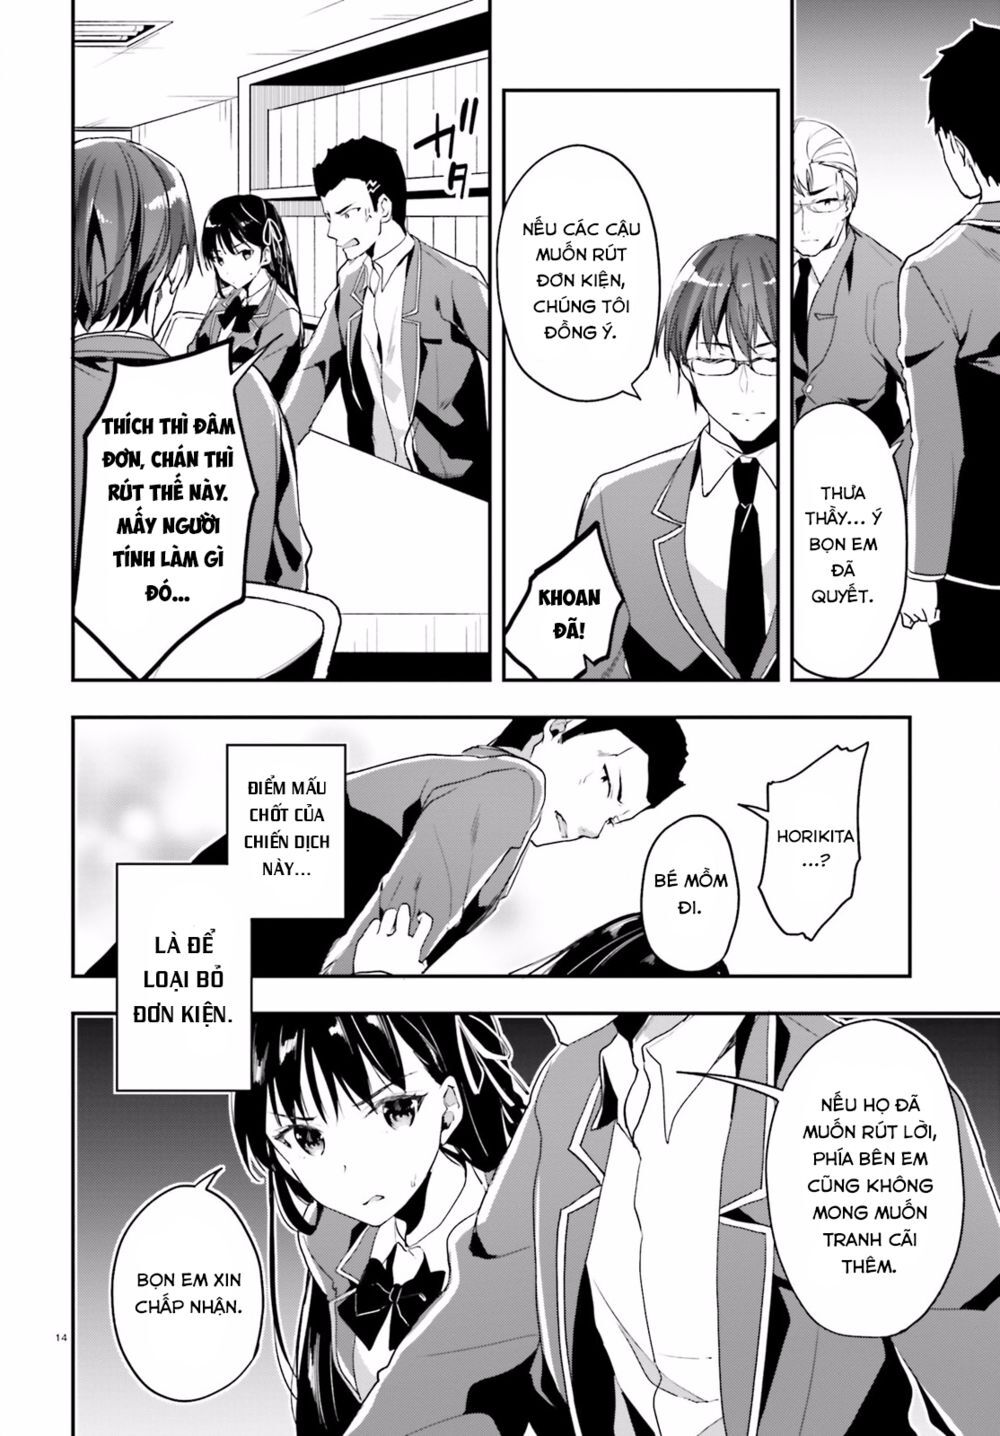 THƯA
THẦY... Ý
BỌN EM
ĐÃ
QUYẾT.
NẾU CÁC CẬU
MUỐN RÚT
ĐƠN KIỆN,
CHÚNG TÔI
ĐỒNG Ý.
KHOAN
ĐÃ!
ガタ
THÍCH THÌ ĐÂM
ĐƠN, CHÁN THÌ
RÚT THẾ NÀY.
MẤY NGƯỜI
TÍNH LÀM GÌ
ĐÓ...
HORIKITA
...?
BÉ MỒM
ĐI.
ĐIỂM MẤU
CHỐT CỦA
CHIẾN DỊCH
NÀY...
LÀ ĐỂ
LOẠI BỎ
ĐƠN KIỆN.
NẾU HỌ ĐÃ
MUỐN RÚT LỜI,
PHÍA BÊN EM
CŨNG KHÔNG
MONG MUỐN
TRANH CÃI
THÊM.
BỌN EM XIN
CHẤP NHẬN.
14